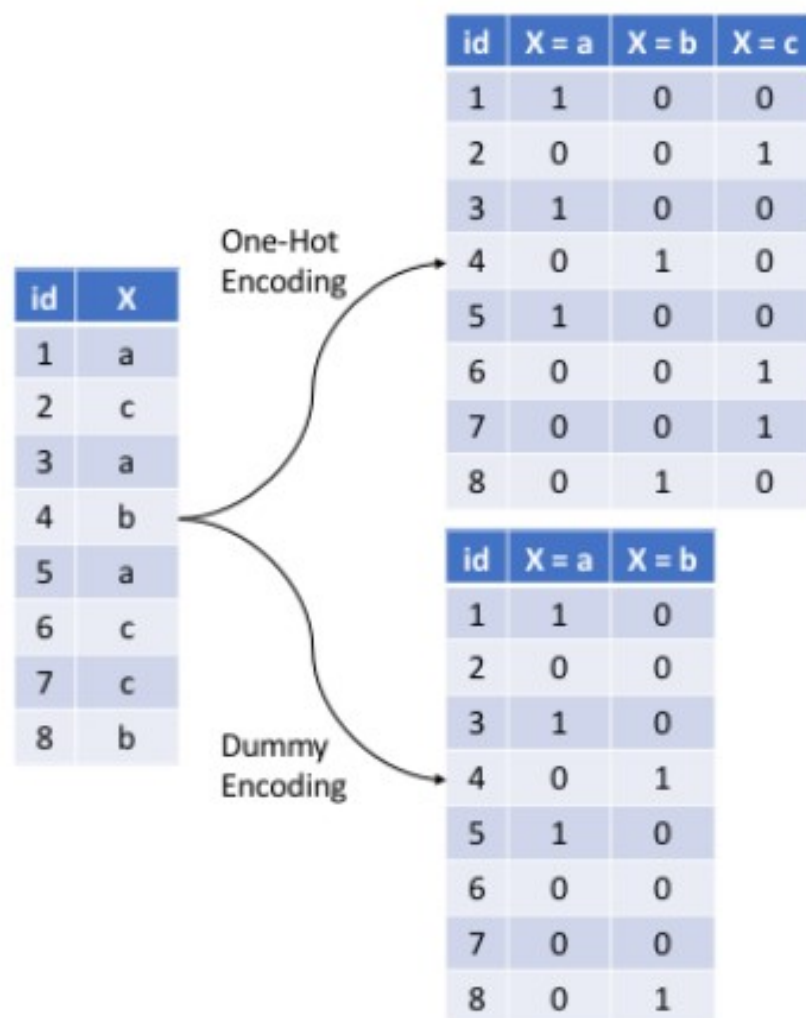 id X
1 a
2 c
3 a
4 b
5 a
6 c
7 c
8 b
One-Hot
Encoding
id X = a X = b X = c
1 1 0 0
2 0 0 1
3 1 0 0
4 0 1 0
5 1 0 0
6 0 0 1
7 0 0 1
8 0 1 0
Dummy
Encoding
id X = a X = b
1 1 0
2 0 0
3 1 0
4 0 1
5 1 0
6 0 0
7 0 0
8 0 1